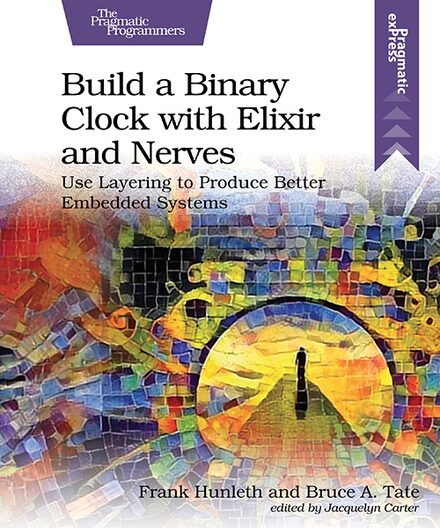 The
Pragmatic
Programmers
Pragmatic
exPress
Build a Binary
Clock with Elixir
and Nerves
Use Layering to Produce Better
Embedded Systems
Frank Hunleth and Bruce A. Tate
edited by Jacquelyn Carter